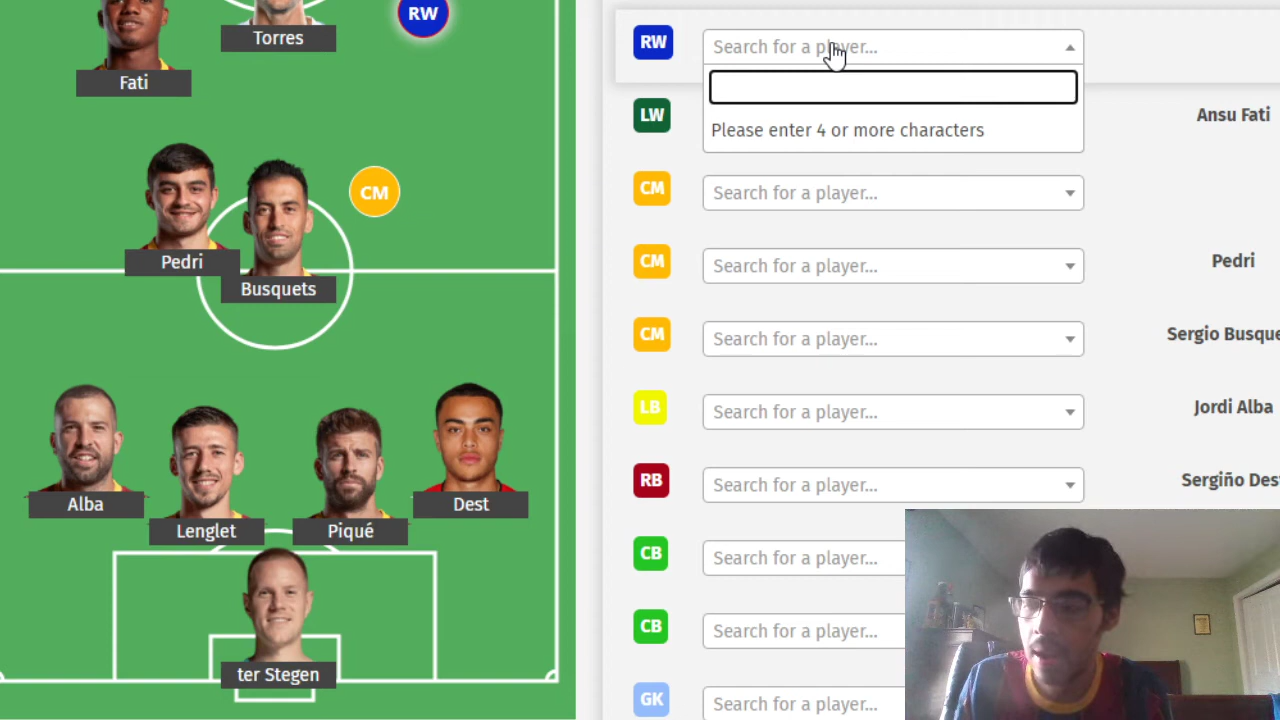 RW
Torres
Fati
CM
Pedri
Busquets
Alba
Lenglet
Piqué
Dest
ter Stegen
RW Search for a player...
Please enter 4 or more characters
LW Ansu Fati
CM Search for a player...
CM Search for a player... Pedri
CM Search for a player... Sergio Busque
LB Search for a player... Jordi Alba
RB Search for a player... Sergiño Dest
CB Search for a player...
CB Search for a player...
GK Search for a player...